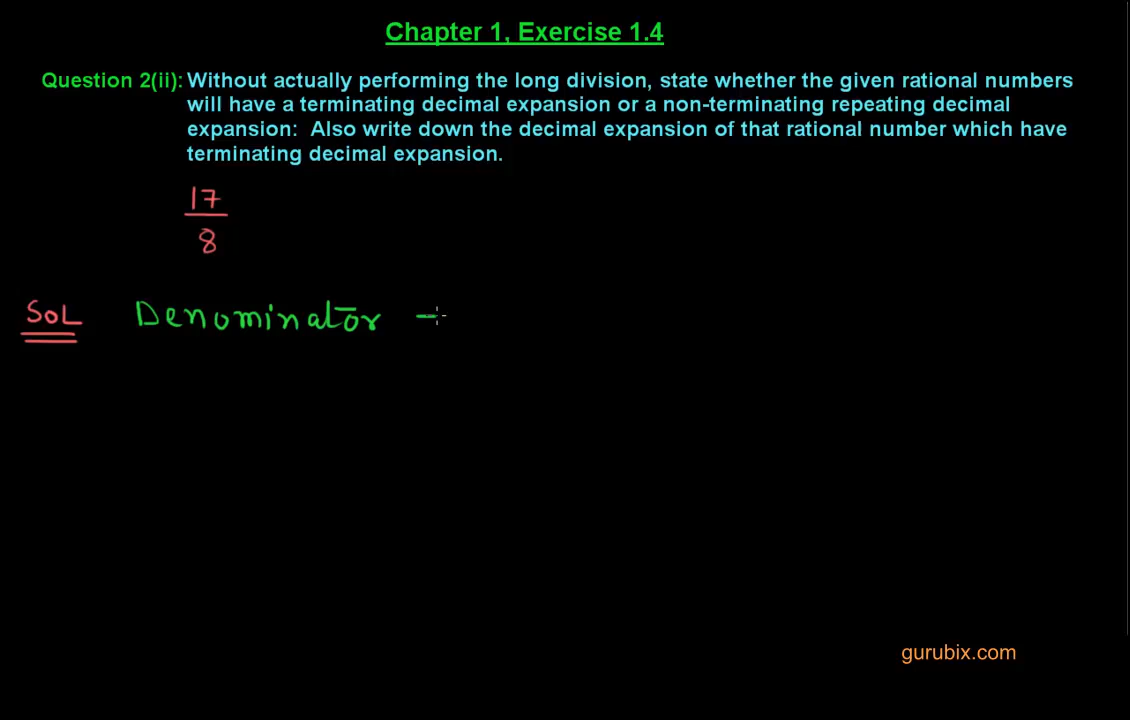 Chapter 1, Exercise 1.4
Question 2(ii): Without actually performing the long division, state whether the given rational numbers
will have a terminating decimal expansion or a non-terminating repeating decimal
expansion: Also write down the decimal expansion of that rational number which have
terminating decimal expansion.
17
8
SoL Denominator -
gurubix.com